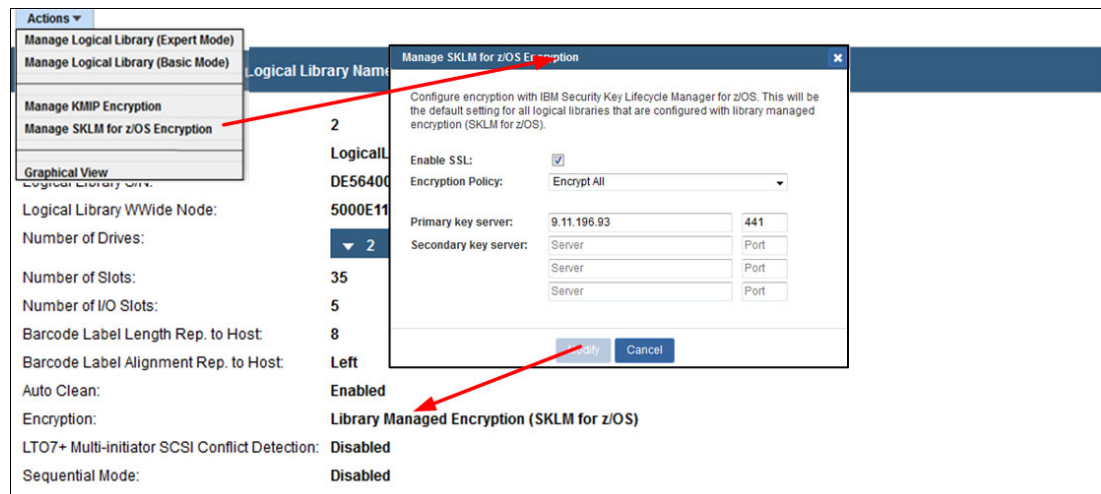 Actions ▾
Manage Logical Library (Expert Mode)
Manage Logical Library (Basic Mode)
Manage KMIP Encryption
Manage SKLM for z/OS Encryption
Graphical View
Logical Library Name
2
LogicalL
DE56400
Logical Library WWide Node: 5000E11
Number of Drives: ▾ 2
Number of Slots: 35
Number of I/O Slots: 5
Barcode Label Length Rep. to Host: 8
Barcode Label Alignment Rep. to Host: Left
Auto Clean: Enabled
Encryption: Library Managed Encryption (SKLM for z/OS)
LTO7+ Multi-initiator SCSI Conflict Detection: Disabled
Sequential Mode: Disabled
Manage SKLM for z/OS Encryption
Configure encryption with IBM Security Key Lifecycle Manager for z/OS. This will be
the default setting for all logical libraries that are configured with library managed
encryption (SKLM for z/OS).
Enable SSL:
Encryption Policy: Encrypt All
Primary key server: 9.11.196.93 441
Secondary key server: Server Port
Server Port
Server Port
Modify Cancel